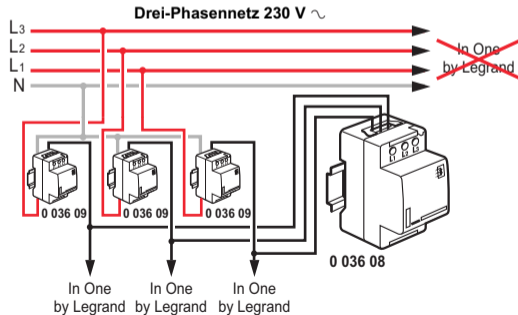 Drei-Phasennetz 230 V ∿
L3
L2
L1
N
In One
by Legrand
0 036 09
0 036 09
0 036 09
0 036 08
In One
by Legrand
In One
by Legrand
In One
by Legrand